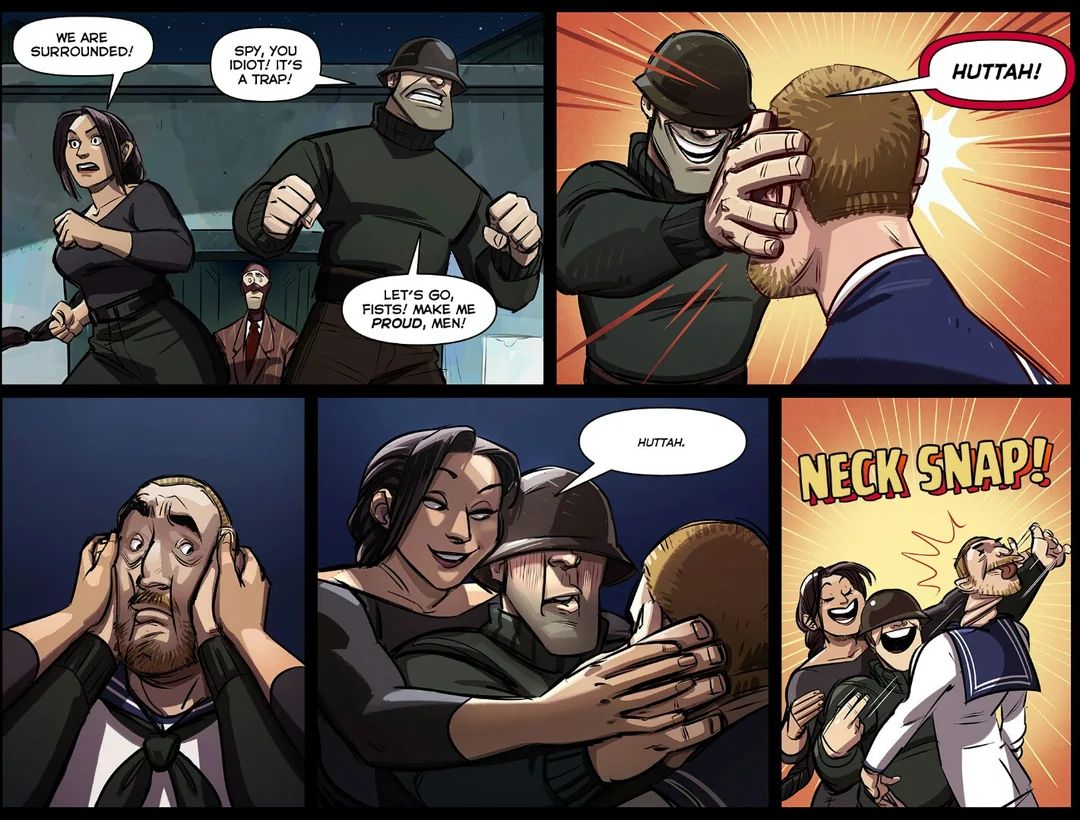 WE ARE
SURROUNDED!
SPY, YOU
IDIOT! IT'S
A TRAP!
LET'S GO,
FISTS! MAKE ME
PROUD, MEN!
HUTTAH!
HUTTAH.
NECK SNAP!